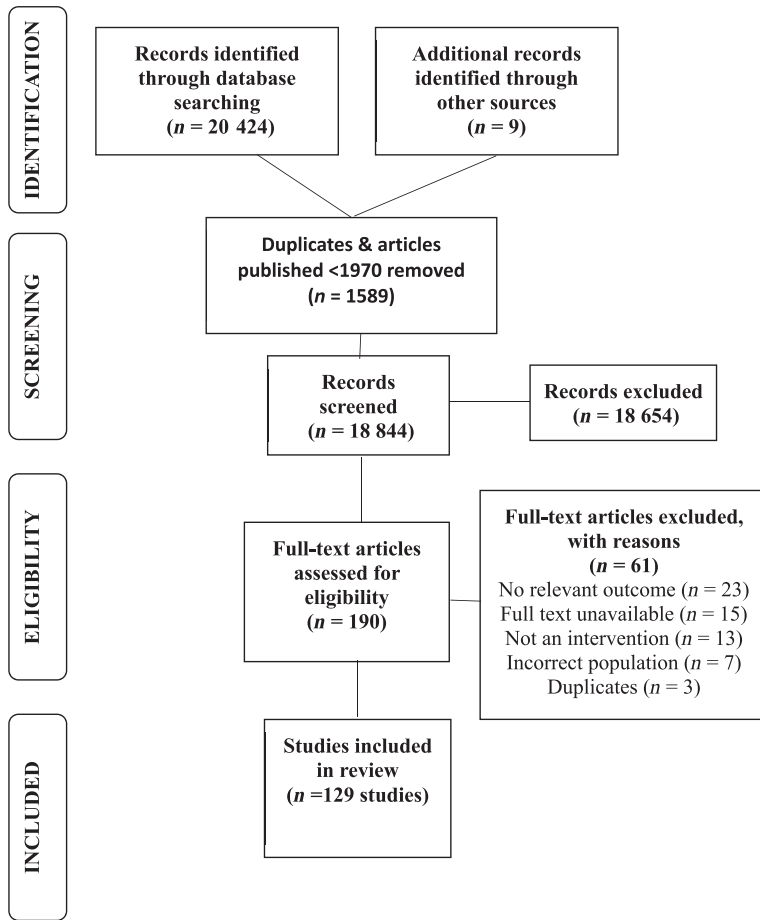 IDENTIFICATION
Records identified
through database
searching
(n = 20 424)
Additional records
identified through
other sources
(n = 9)
SCREENING
Duplicates & articles
published <1970 removed
(n = 1589)
Records
screened
(n = 18 844)
Records excluded
(n = 18 654)
ELIGIBILITY
Full-text articles
assessed for
eligibility
(n = 190)
Full-text articles excluded,
with reasons
(n = 61)
No relevant outcome (n = 23)
Full text unavailable (n = 15)
Not an intervention (n = 13)
Incorrect population (n = 7)
Duplicates (n = 3)
INCLUDED
Studies included
in review
(n =129 studies)